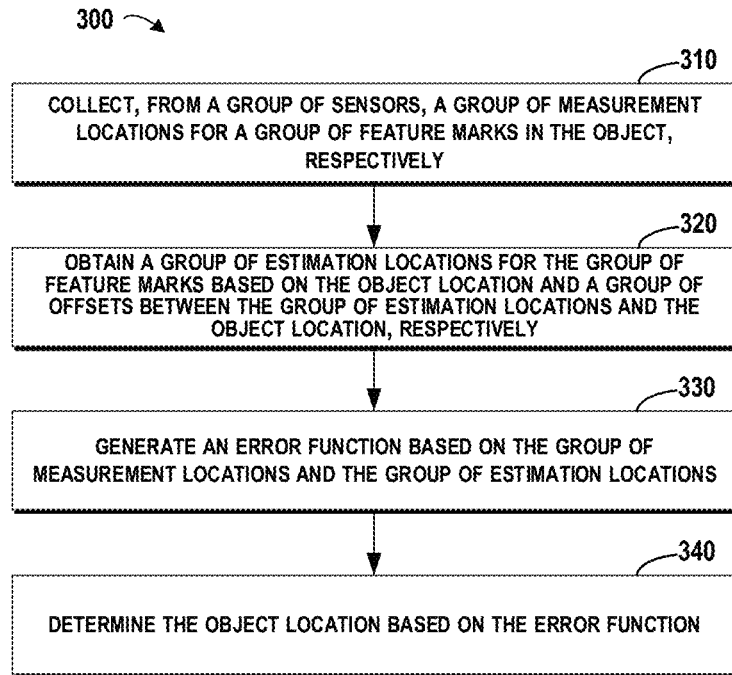 300
310
COLLECT, FROM A GROUP OF SENSORS, A GROUP OF MEASUREMENT
LOCATIONS FOR A GROUP OF FEATURE MARKS IN THE OBJECT,
RESPECTIVELY
320
OBTAIN A GROUP OF ESTIMATION LOCATIONS FOR THE GROUP OF
FEATURE MARKS BASED ON THE OBJECT LOCATION AND A GROUP OF
OFFSETS BETWEEN THE GROUP OF ESTIMATION LOCATIONS AND THE
OBJECT LOCATION, RESPECTIVELY
330
GENERATE AN ERROR FUNCTION BASED ON THE GROUP OF
MEASUREMENT LOCATIONS AND THE GROUP OF ESTIMATION LOCATIONS
340
DETERMINE THE OBJECT LOCATION BASED ON THE ERROR FUNCTION